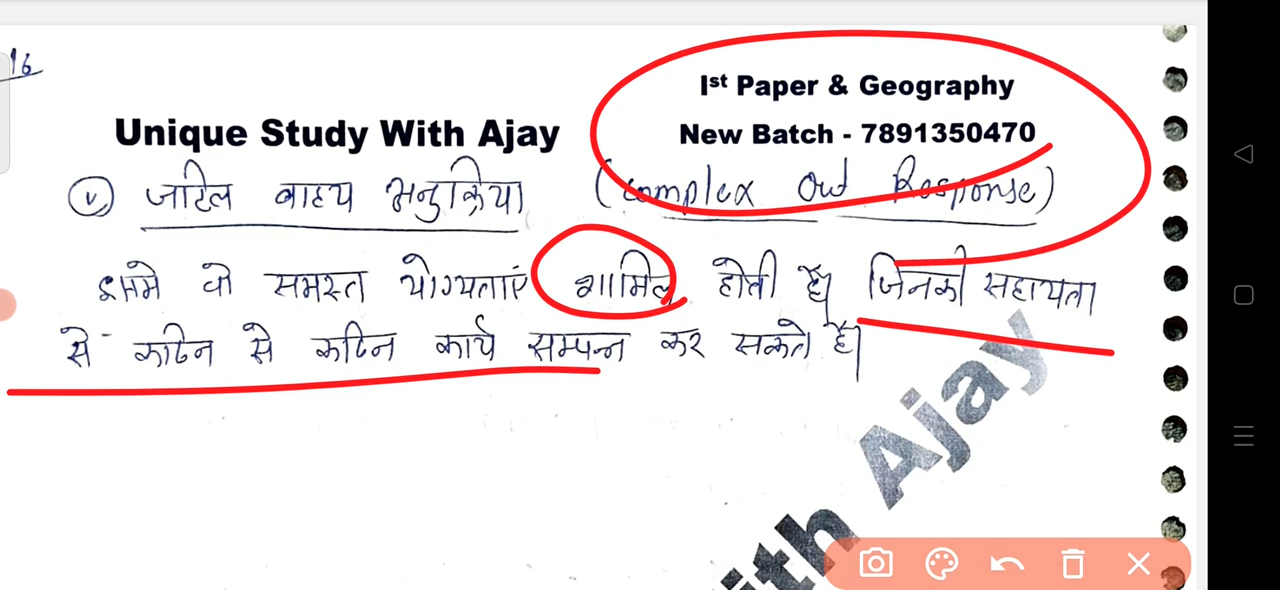 16
Ist Paper & Geography
Unique Study With Ajay
New Batch - 7891350470
(v) जटिल बाह्य अनुक्रिया (Complex Out Response)
इसमे वो समस्त योग्यताएं शामिल होती है। जिनकी सहायता
से कठिन से कठिन कार्य सम्पन्न कर सकते है।
ith Ajay